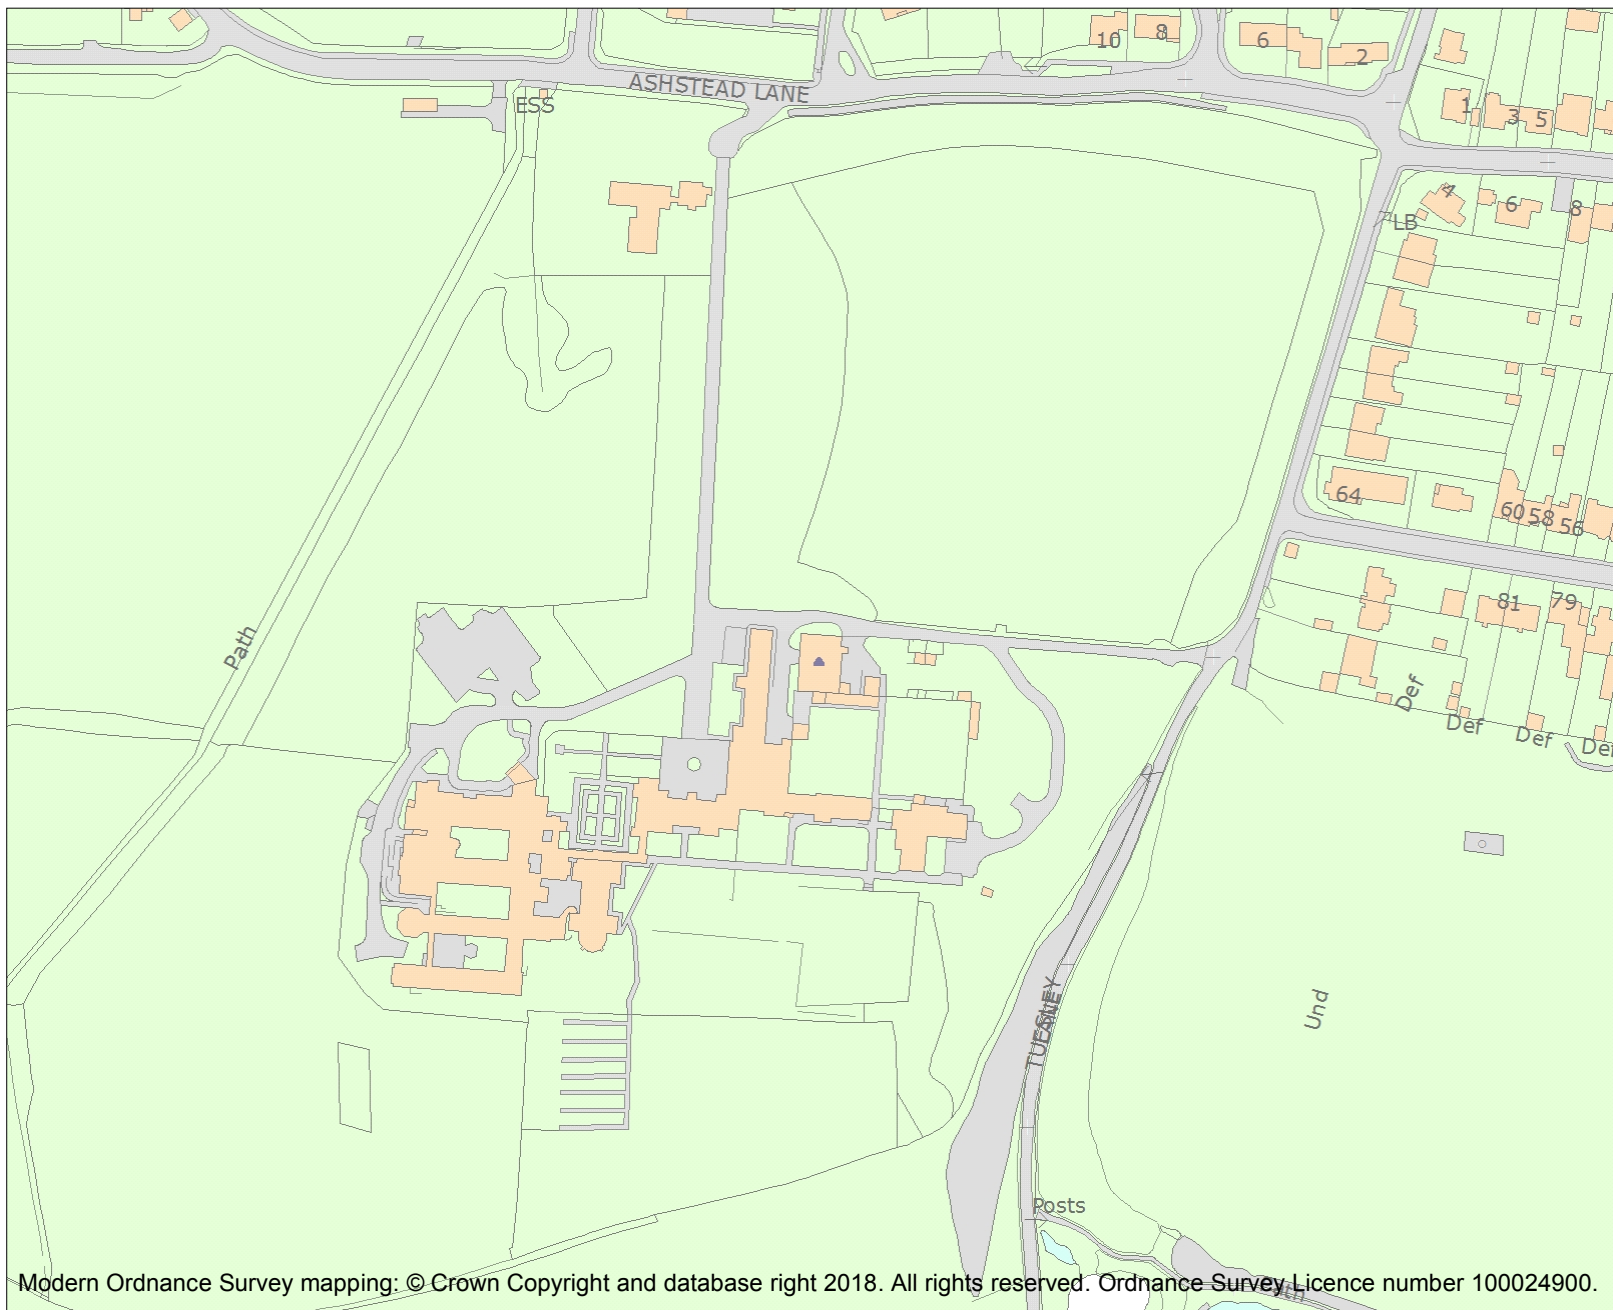 10
8
6
2
ASHSTEAD LANE
ESS
1
3
5
4
6
8
LB
64
60
58
56
81
79
Path
Def
Def
Def
TUESLEY
LANE
Und
Posts
Modern Ordnance Survey mapping: © Crown Copyright and database right 2018. All rights reserved. Ordnance Survey Licence number 100024900.